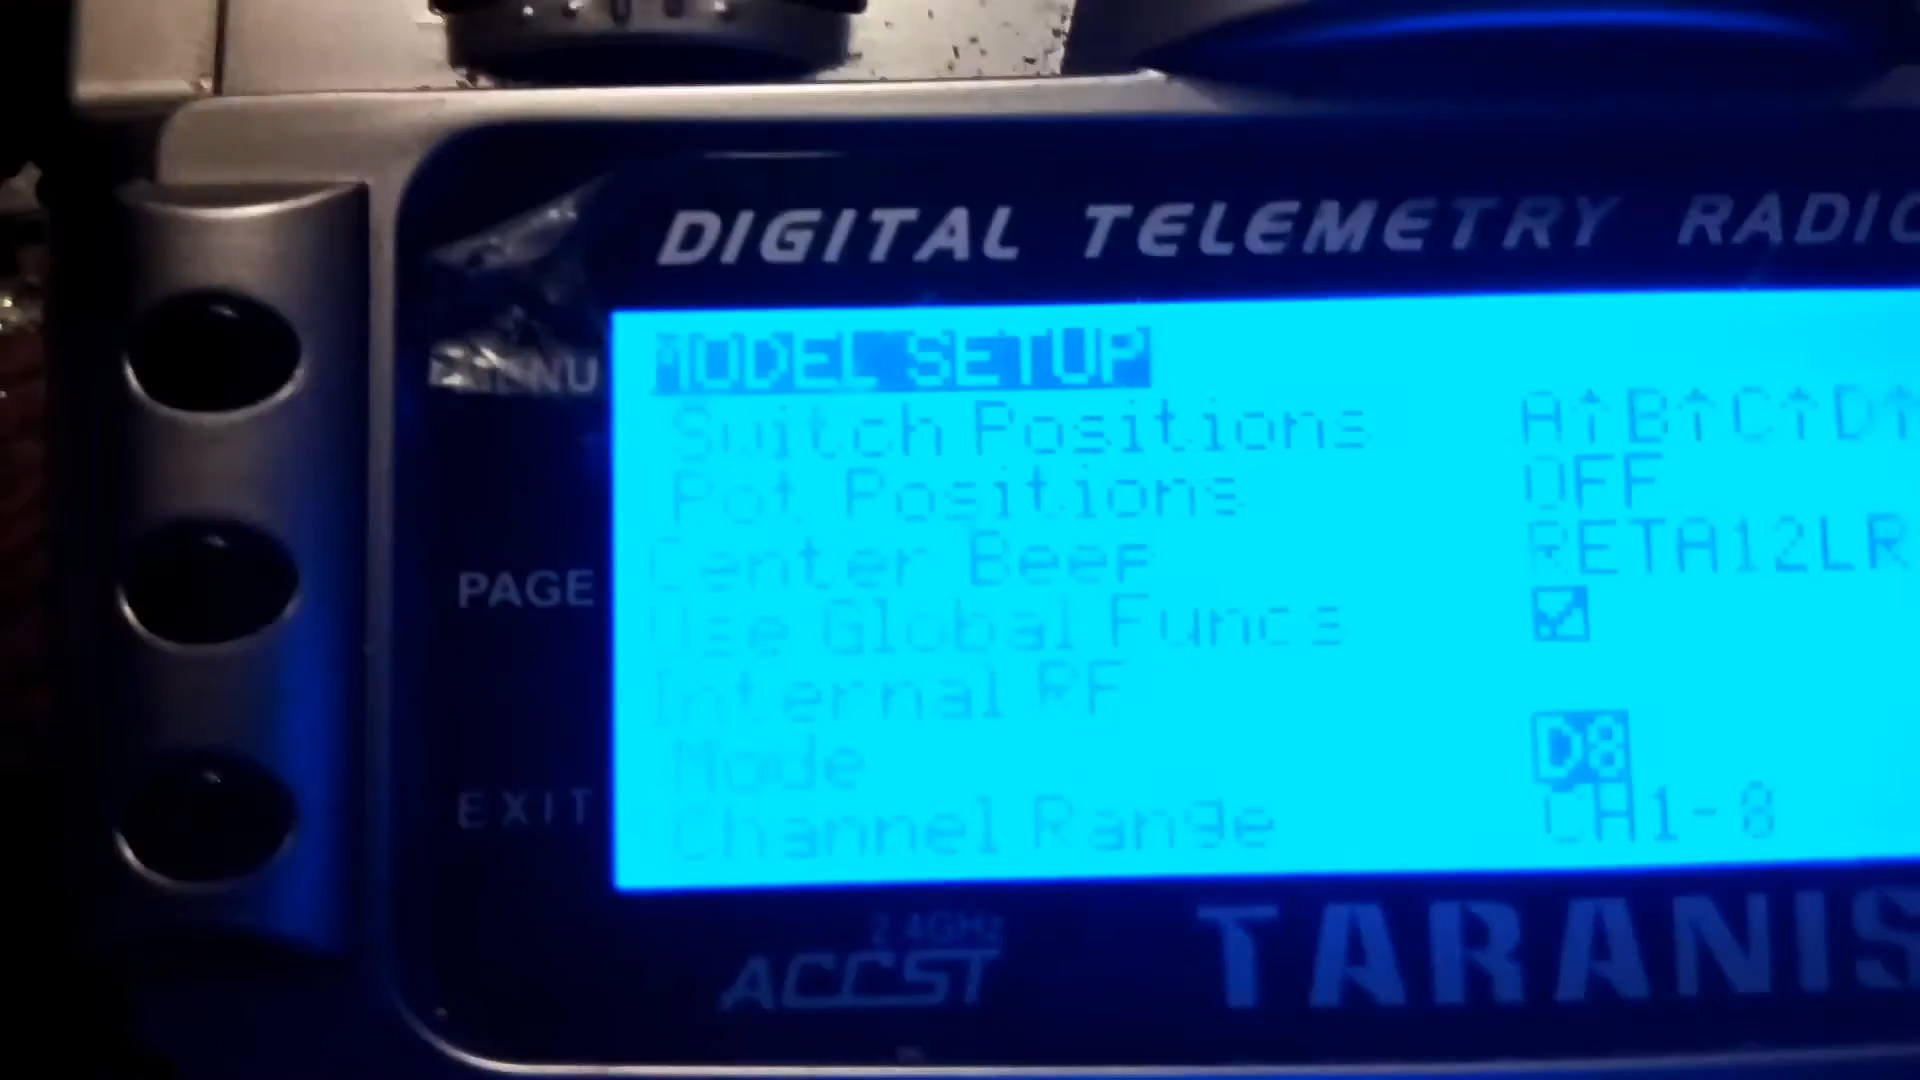 DIGITAL TELEMETRY RADIO
MENU
MODEL SETUP
Switch Positions A↑B↑C↑D↑
Pot Positions OFF
Center Beep RETA12LR
PAGE
Use Global Funcs ☑
Internal RF
Mode D8
EXIT
Channel Range CH1-8
2.4GHz
ACCST
TARANIS